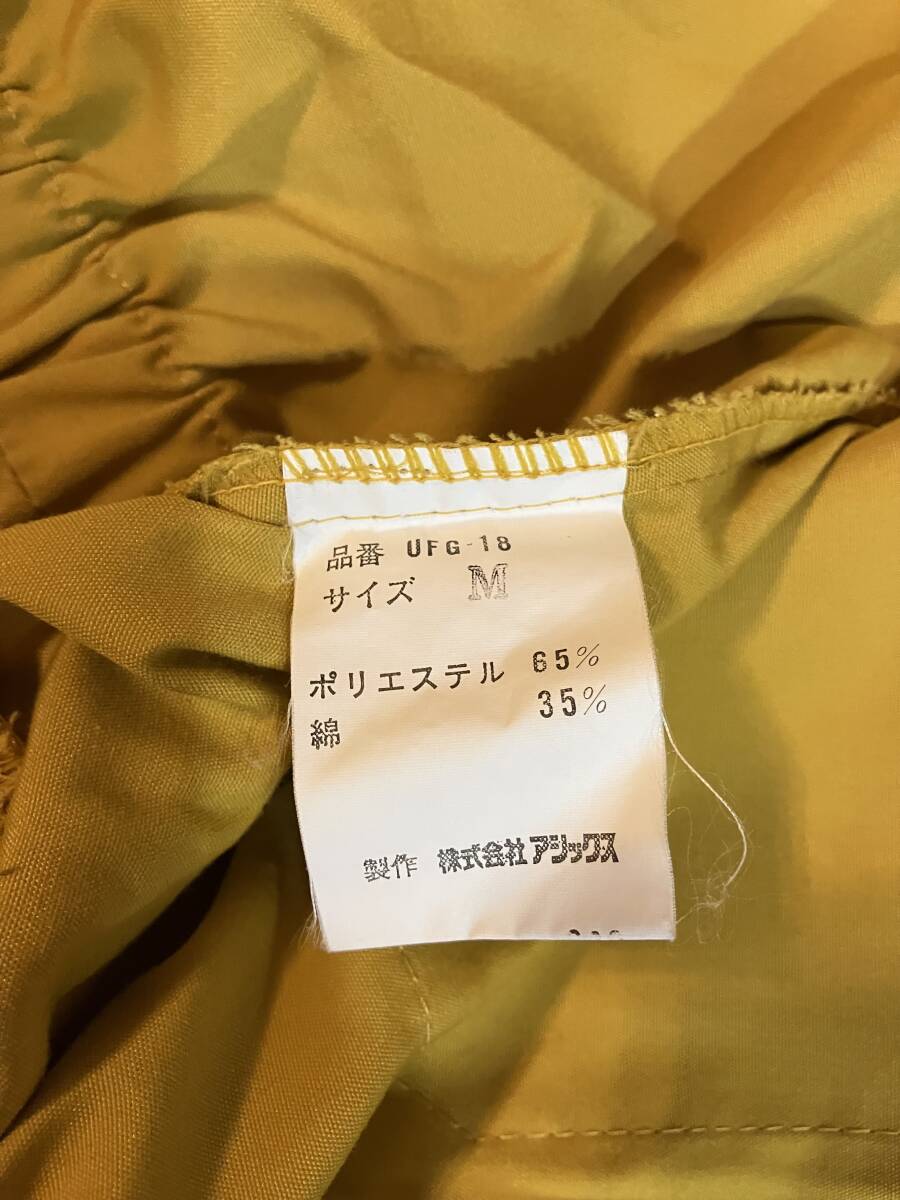 品番 UFG-18
サイズ M
ポリエステル 65%
綿 35%
製作 株式会社アシックス